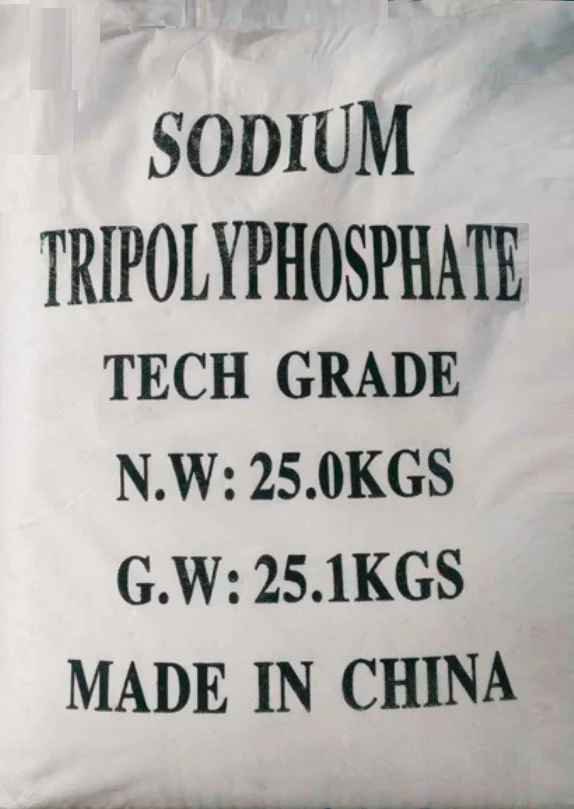 SODIUM
TRIPOLYPHOSPHATE
TECH GRADE
N.W: 25.0KGS
G.W: 25.1KGS
MADE IN CHINA